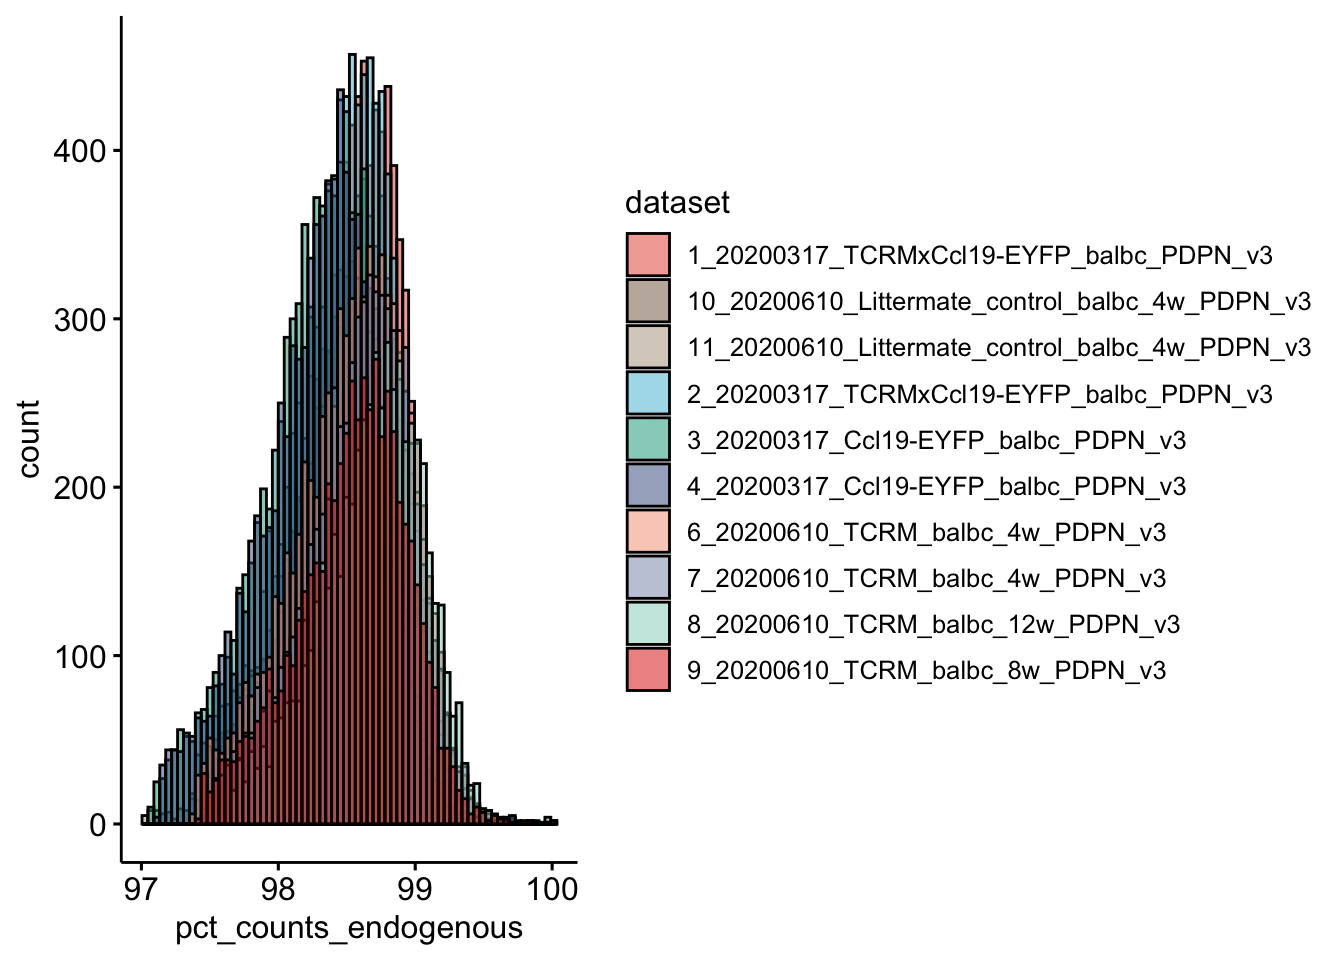 400
300
200
100
0
count
97 98 99 100
pct_counts_endogenous
dataset
1_20200317_TCRMxCcl19-EYFP_balbc_PDPN_v3
10_20200610_Littermate_control_balbc_4w_PDPN_v3
11_20200610_Littermate_control_balbc_4w_PDPN_v3
2_20200317_TCRMxCcl19-EYFP_balbc_PDPN_v3
3_20200317_Ccl19-EYFP_balbc_PDPN_v3
4_20200317_Ccl19-EYFP_balbc_PDPN_v3
6_20200610_TCRM_balbc_4w_PDPN_v3
7_20200610_TCRM_balbc_4w_PDPN_v3
8_20200610_TCRM_balbc_12w_PDPN_v3
9_20200610_TCRM_balbc_8w_PDPN_v3